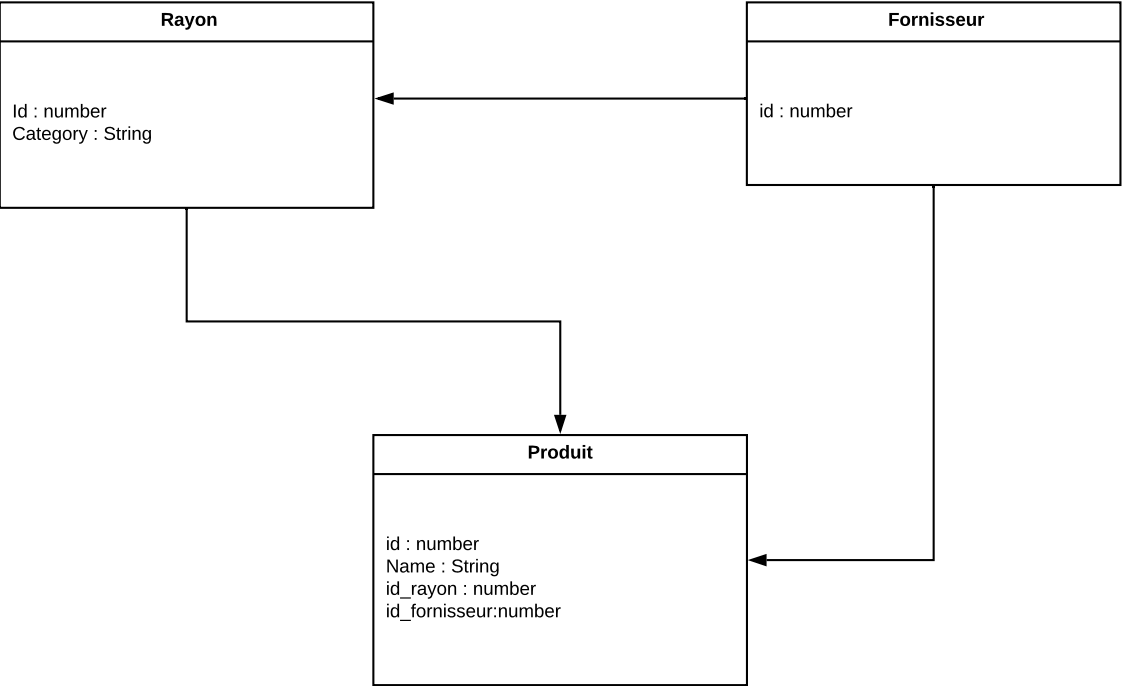 Rayon
Id : number
Category : String
Fornisseur
id : number
Produit
id : number
Name : String
id_rayon : number
id_fornisseur:number